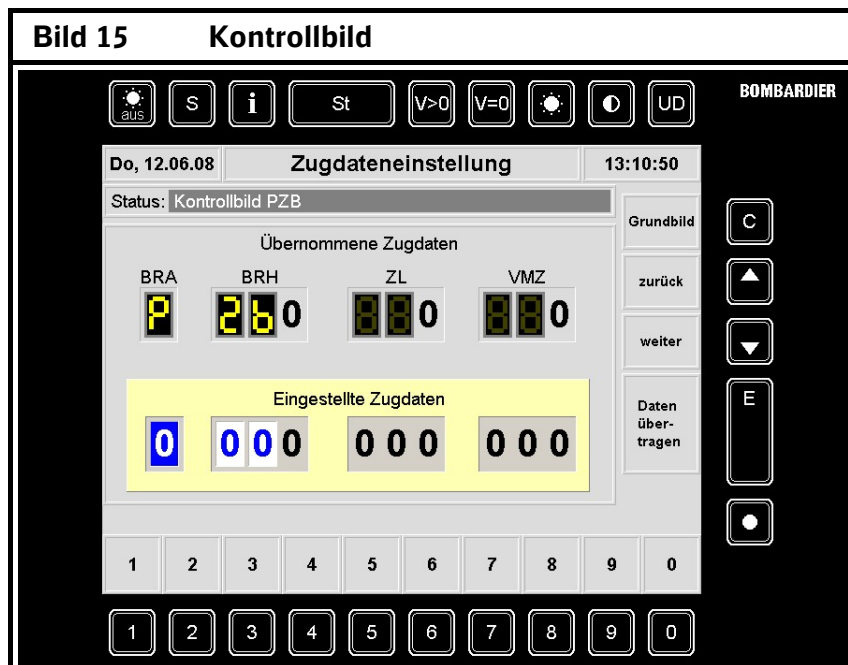 Bild 15 Kontrollbild
aus S i St V>0 V=0 UD BOMBARDIER
Do, 12.06.08 Zugdateneinstellung 13:10:50
Status: Kontrollbild PZB
Grundbild C
Übernommene Zugdaten
BRA BRH ZL VMZ
zurück
P 2b0 880 880
weiter
Eingestellte Zugdaten
Daten
über-
tragen
E
0 000 000 000
1 2 3 4 5 6 7 8 9 0
1 2 3 4 5 6 7 8 9 0